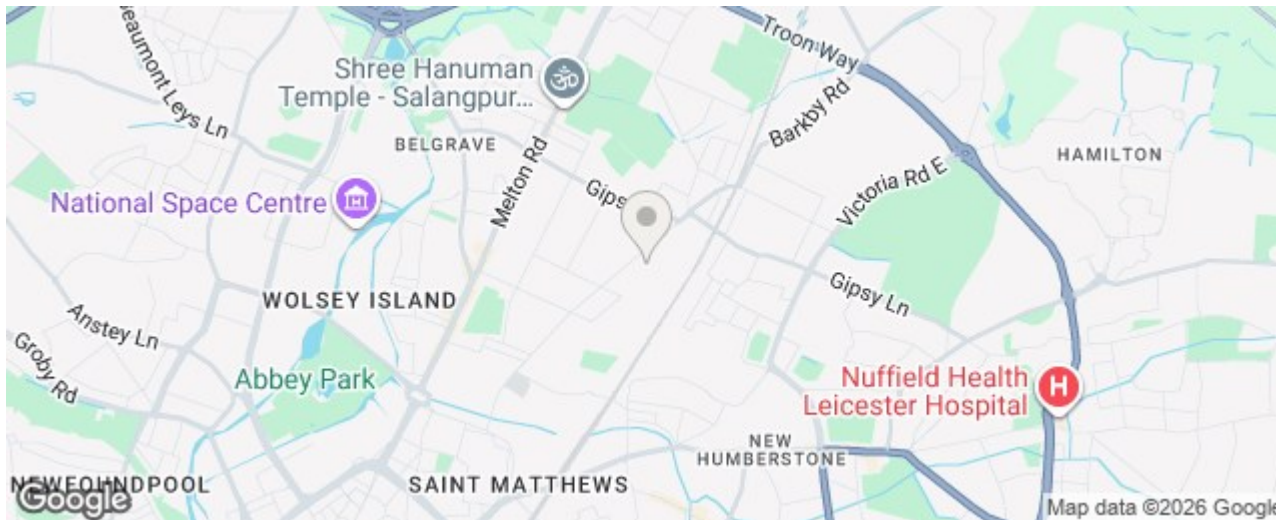 Beaumont Leys Ln
Troon Way
Shree Hanuman
Temple - Salangpur...
Barkby Rd
BELGRAVE
HAMILTON
Melton Rd
Victoria Rd E
National Space Centre
Gips
WOLSEY ISLAND
Gipsy Ln
Anstey Ln
Groby Rd
Abbey Park
Nuffield Health
Leicester Hospital
H
NEW
HUMBERSTONE
NEWFOUNDPOOL
SAINT MATTHEWS
Google
Map data ©2026 Google